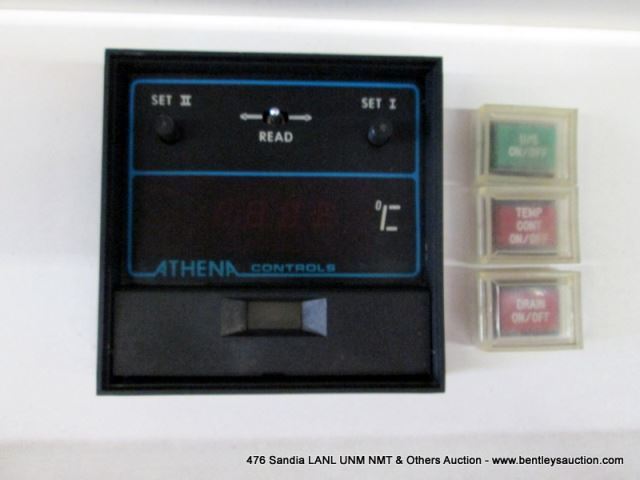 SET II
SET I
READ
°C
ATHENA CONTROLS
SYS
ON/OFF
TEMP
CONT
ON/OFF
DRAIN
ON/OFF
476 Sandia LANL UNM NMT & Others Auction - www.bentleysauction.com